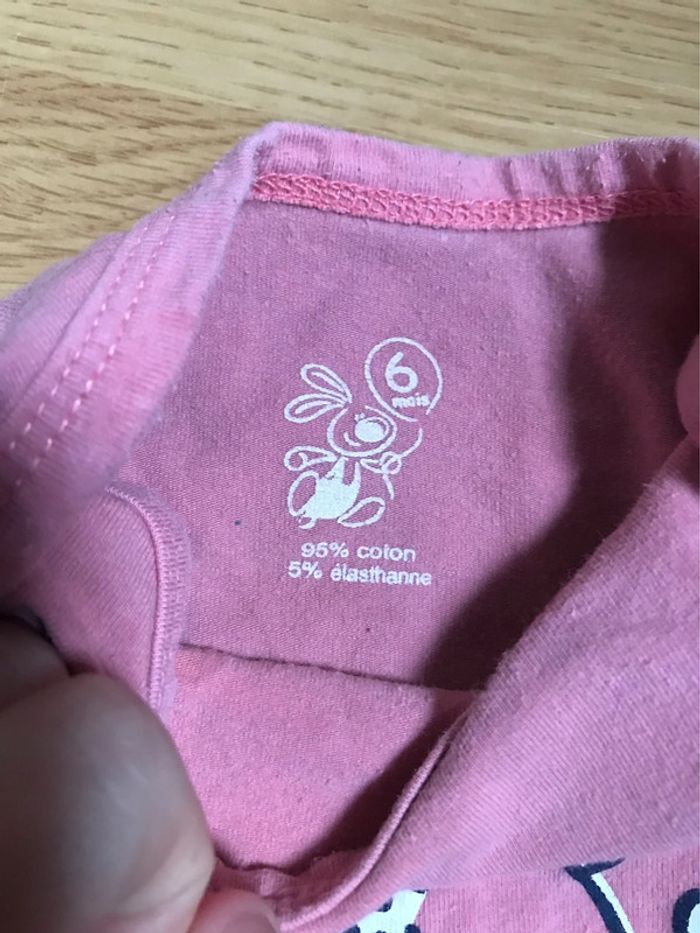 6
mois
95% coton
5% élasthanne